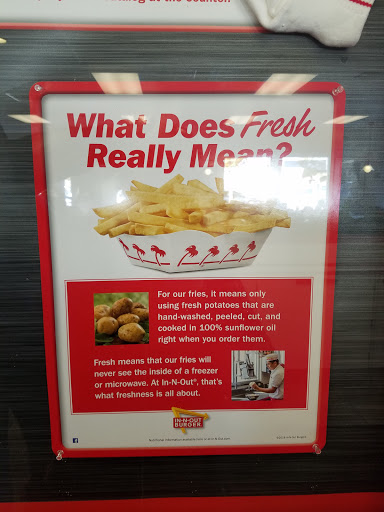 What Does Fresh
Really Mean?
For our fries, it means only
using fresh potatoes that are
hand-washed, peeled, cut, and
cooked in 100% sunflower oil
right when you order them.
Fresh means that our fries will
never see the inside of a freezer
or microwave. At In-N-Out®, that's
what freshness is all about.
IN-N-OUT
BURGER